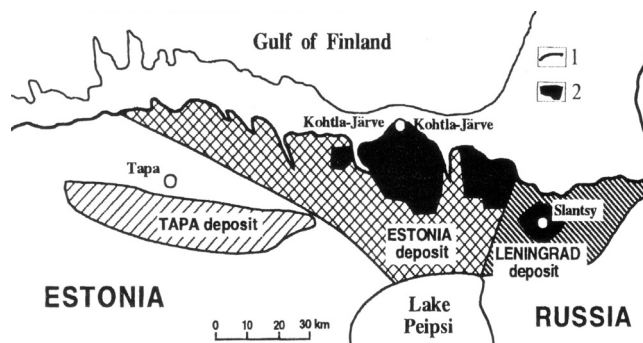 Gulf of Finland
1
2
Kohtla-Järve
Kohtla-Järve
Tapa
Slantsy
TAPA deposit
ESTONIA
deposit
LENINGRAD
deposit
ESTONIA
Lake
Peipsi
RUSSIA
0 10 20 30 km